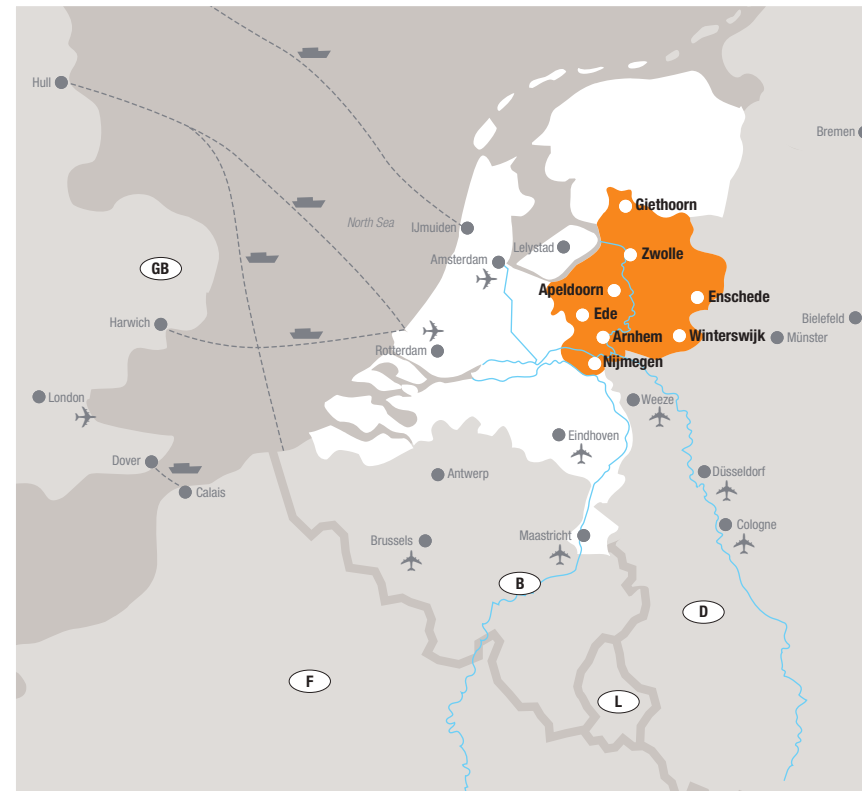 Hull
Bremen
Giethoorn
North Sea
IJmuiden
Lelystad
Zwolle
Amsterdam
GB
Apeldoorn
Enschede
Ede
Bielefeld
Harwich
Arnhem
Winterswijk
Münster
Rotterdam
Nijmegen
London
Weeze
Eindhoven
Dover
Antwerp
Düsseldorf
Calais
Cologne
Brussels
Maastricht
B
D
F
L